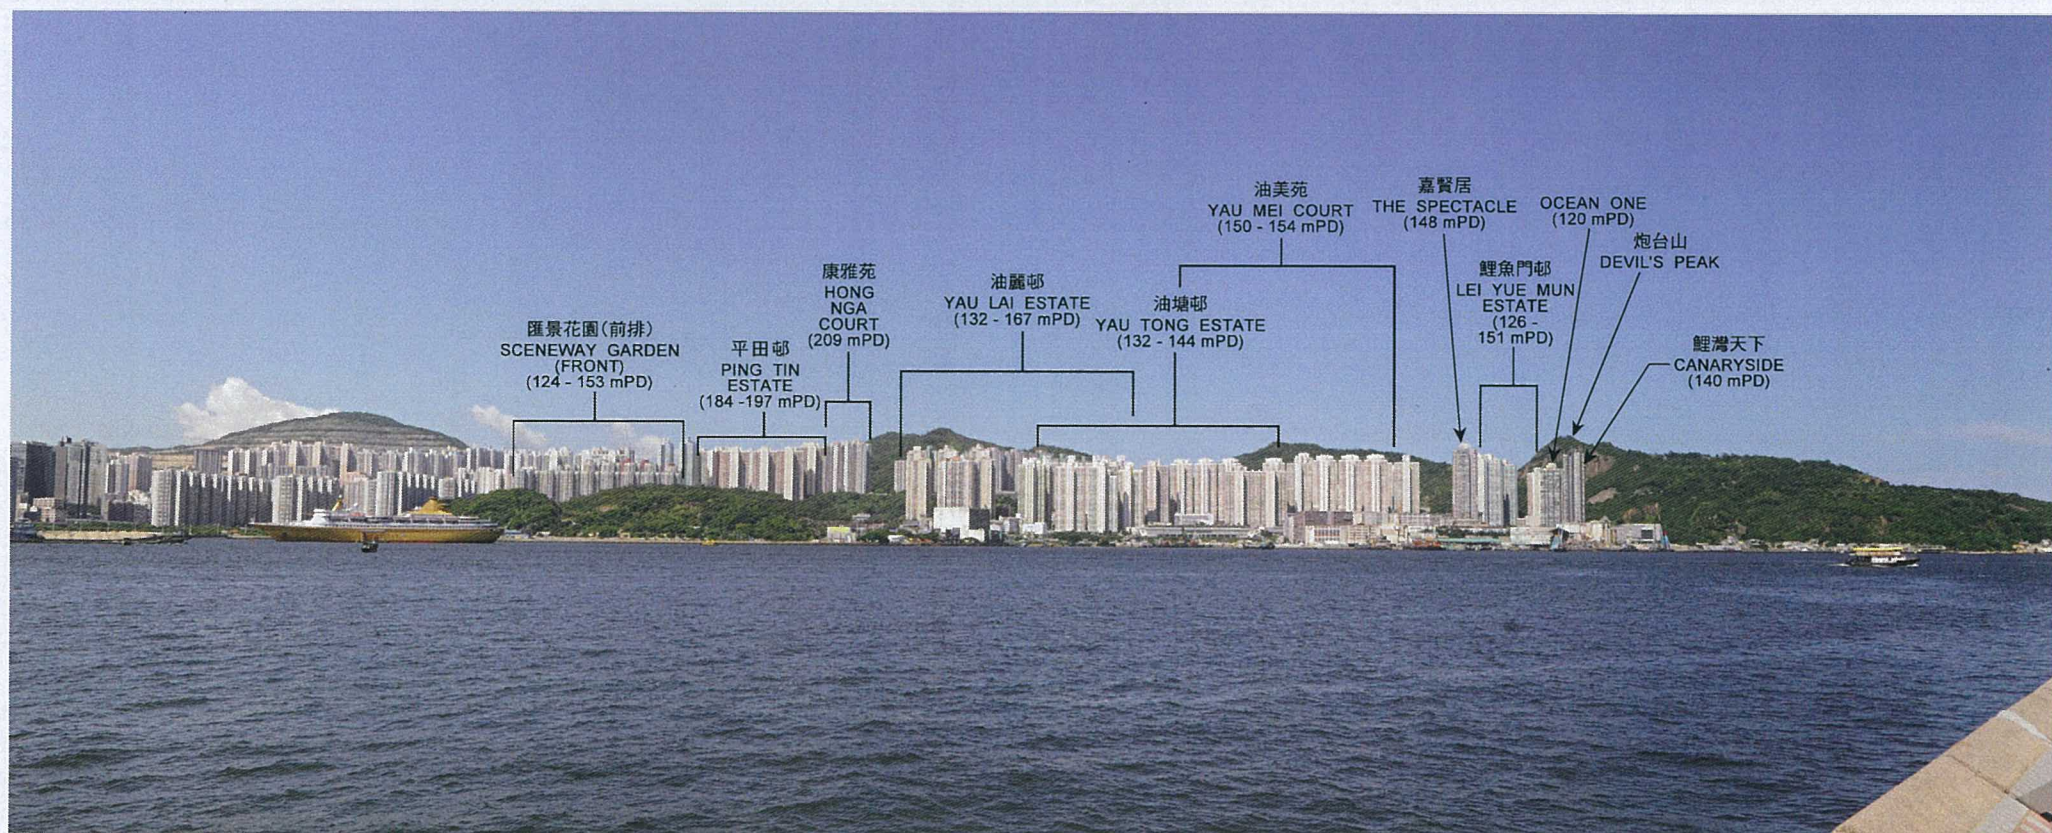 匯景花園(前排)
SCENEWAY GARDEN
(FRONT)
(124 - 153 mPD)
平田邨
PING TIN
ESTATE
(184 -197 mPD)
康雅苑
HONG
NGA
COURT
(209 mPD)
油麗邨
YAU LAI ESTATE
(132 - 167 mPD)
油塘邨
YAU TONG ESTATE
(132 - 144 mPD)
油美苑
YAU MEI COURT
(150 - 154 mPD)
嘉賢居
THE SPECTACLE
(148 mPD)
鯉魚門邨
LEI YUE MUN
ESTATE
(126 -
151 mPD)
OCEAN ONE
(120 mPD)
炮台山
DEVIL'S PEAK
鯉灣天下
CANARYSIDE
(140 mPD)